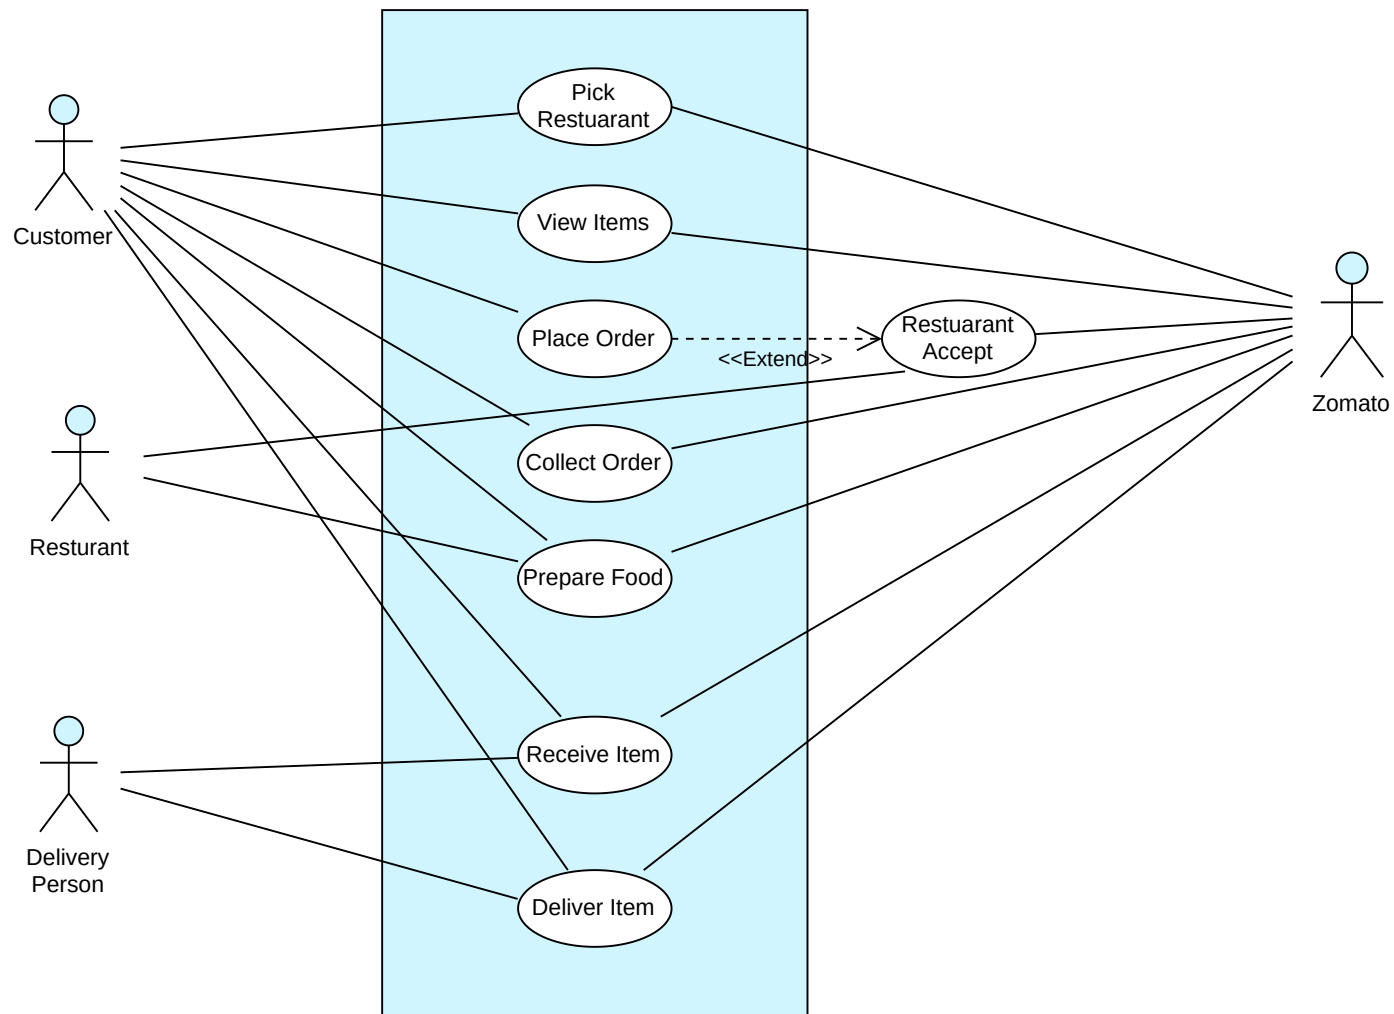 Pick
Restuarant
Customer
View Items
Place Order
<<Extend>>
Restuarant
Accept
Zomato
Collect Order
Resturant
Prepare Food
Receive Item
Delivery
Person
Deliver Item